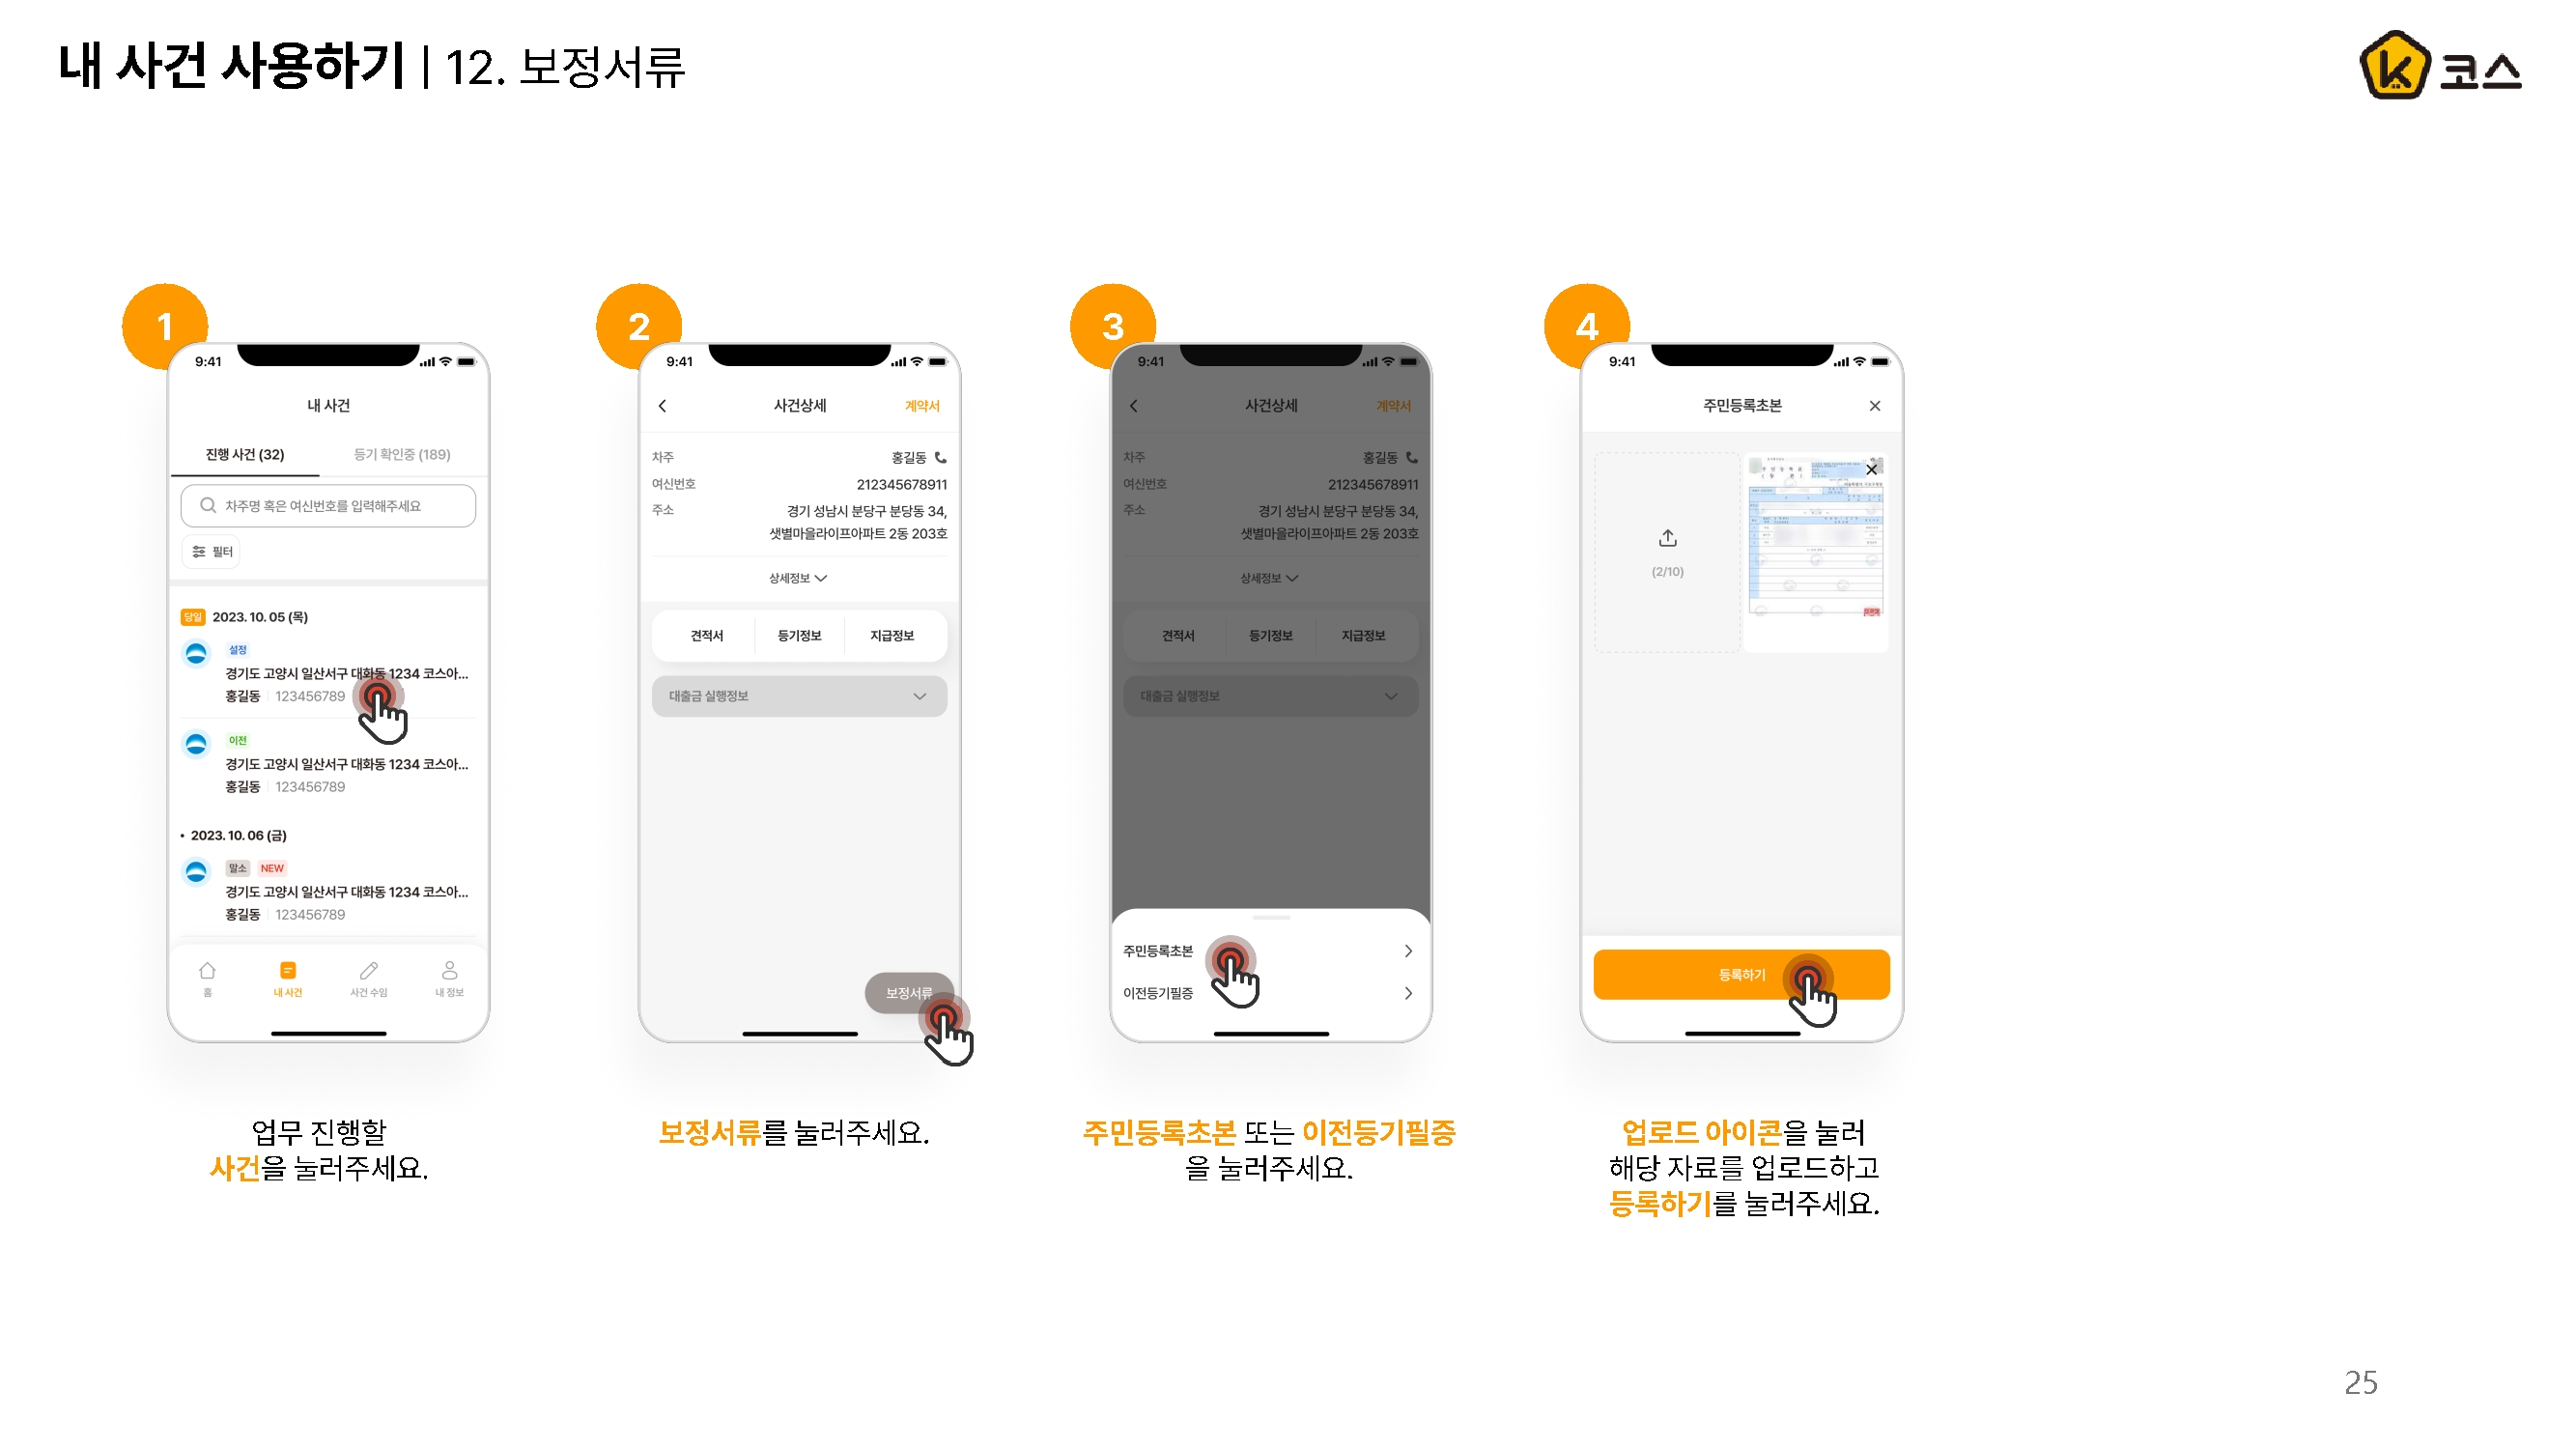 내 사건 사용하기 | 12. 보정서류
코스
1
9:41
내 사건
진행 사건 (32) 등기 확인중 (189)
차주명 혹은 여신번호를 입력해주세요
필터
당일 2023. 10. 05 (목)
설정
경기도 고양시 일산서구 대화동 1234 코스아...
홍길동 123456789
이전
경기도 고양시 일산서구 대화동 1234 코스아...
홍길동 123456789
• 2023. 10. 06 (금)
말소 NEW
경기도 고양시 일산서구 대화동 1234 코스아...
홍길동 123456789
홈 내 사건 사건 수임 내 정보
업무 진행할
사건을 눌러주세요.
2
9:41
사건상세 계약서
차주 홍길동
여신번호 212345678911
주소 경기 성남시 분당구 분당동 34,
샛별마을라이프아파트 2동 203호
상세정보
견적서 등기정보 지급정보
대출금 실행정보
보정서류
보정서류를 눌러주세요.
3
9:41
사건상세 계약서
차주 홍길동
여신번호 212345678911
주소 경기 성남시 분당구 분당동 34,
샛별마을라이프아파트 2동 203호
상세정보
견적서 등기정보 지급정보
대출금 실행정보
주민등록초본
이전등기필증
주민등록초본 또는 이전등기필증
을 눌러주세요.
4
9:41
주민등록초본
(2/10)
등록하기
업로드 아이콘을 눌러
해당 자료를 업로드하고
등록하기를 눌러주세요.
25